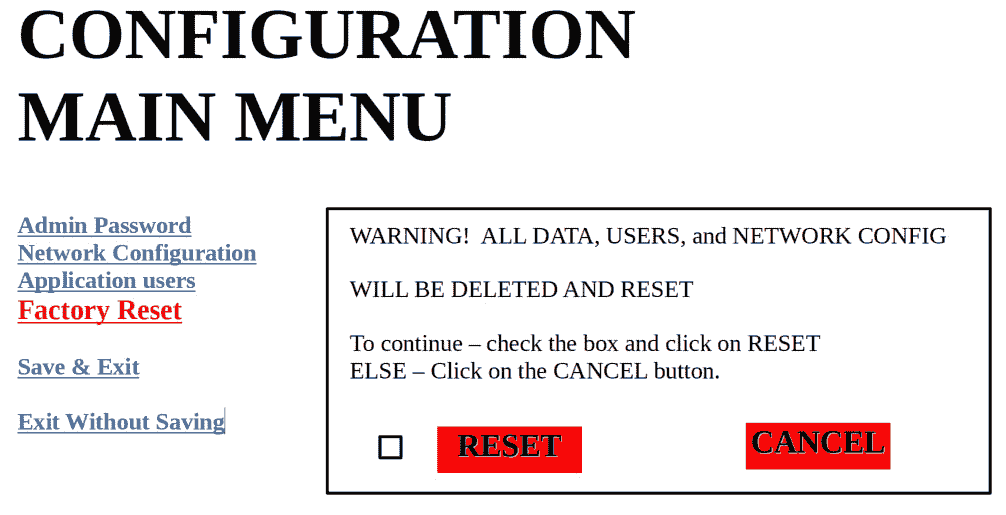 CONFIGURATION
MAIN MENU
Admin Password
Network Configuration
Application users
Factory Reset
Save & Exit
Exit Without Saving
WARNING!  ALL DATA, USERS, and NETWORK CONFIG
WILL BE DELETED AND RESET
To continue – check the box and click on RESET
ELSE – Click on the CANCEL button.
RESET
CANCEL